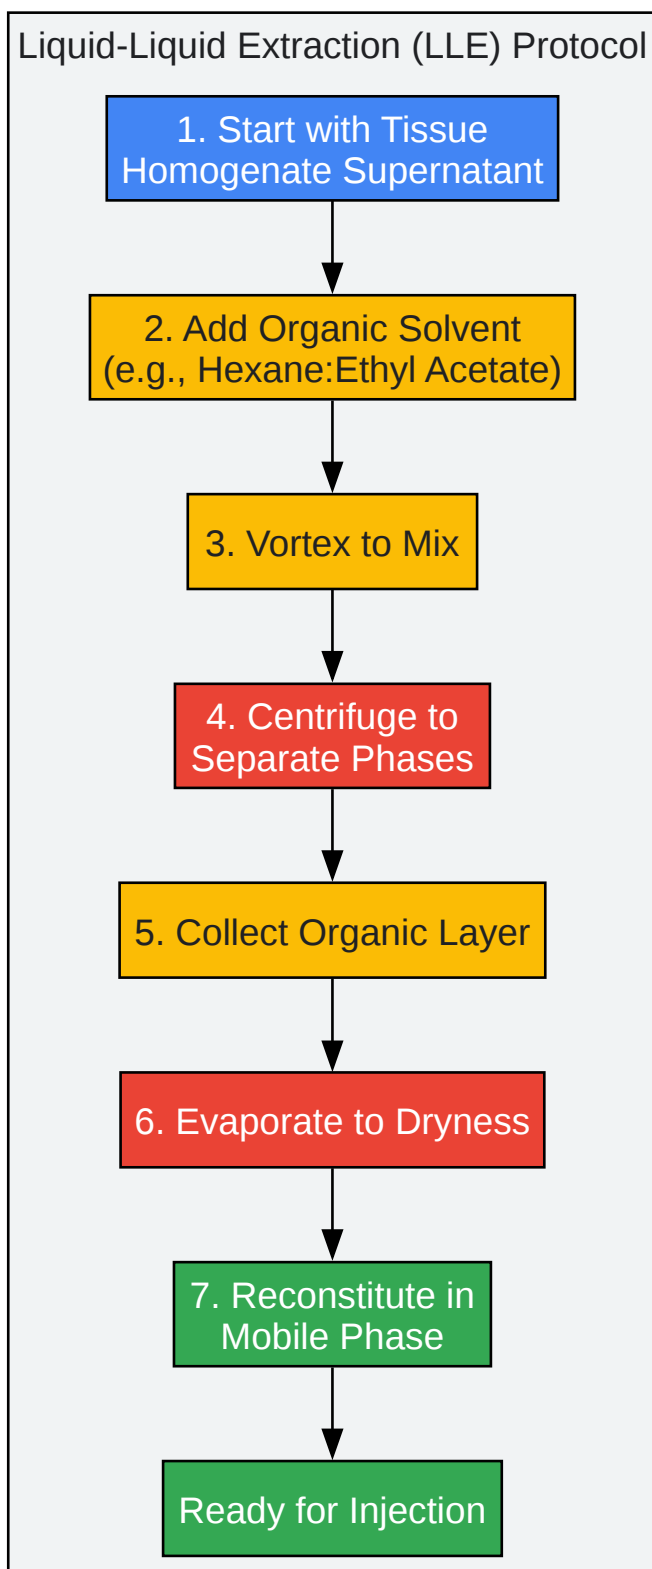 Liquid-Liquid Extraction (LLE) Protocol
1. Start with Tissue
Homogenate Supernatant
2. Add Organic Solvent
(e.g., Hexane:Ethyl Acetate)
3. Vortex to Mix
4. Centrifuge to
Separate Phases
5. Collect Organic Layer
6. Evaporate to Dryness
7. Reconstitute in
Mobile Phase
Ready for Injection